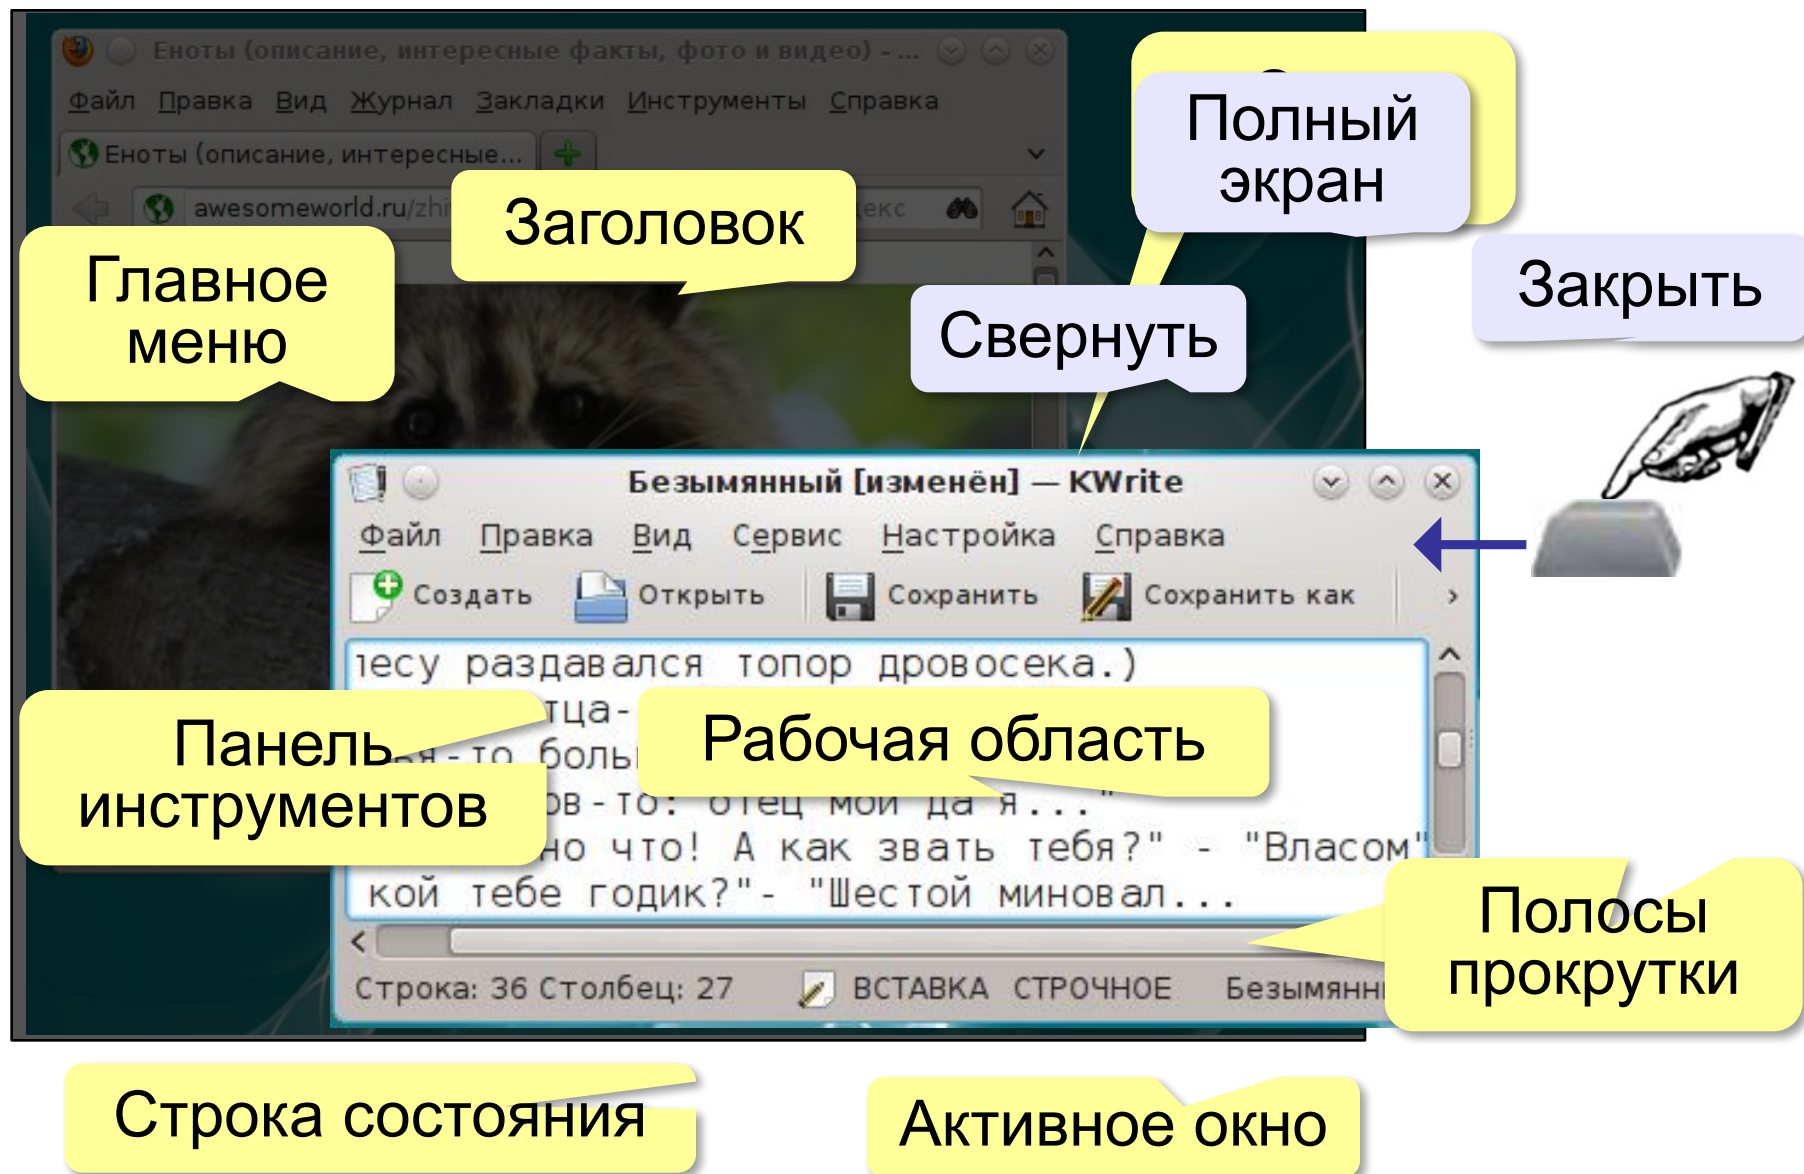 Еноты (описание, интересные факты, фото и видео) - ...
Файл Правка Вид Журнал Закладки Инструменты Справка
Еноты (описание, интересные...
awesomeworld.ru/zhi
Полный
экран
Заголовок
Главное
меню
Закрыть
Свернуть
Безымянный [изменён] — KWrite
Файл Правка Вид Сервис Настройка Справка
Создать Открыть Сохранить Сохранить как
раздавался топор дровосека.)
Панель
инструментов
Рабочая область
отец мой да я..."
что! А как звать тебя?" - "Власом"
кой тебе годик?"- "Шестой миновал...
Полосы
прокрутки
Строка: 36 Столбец: 27 ВСТАВКА СТРОЧНОЕ
Строка состояния
Активное окно